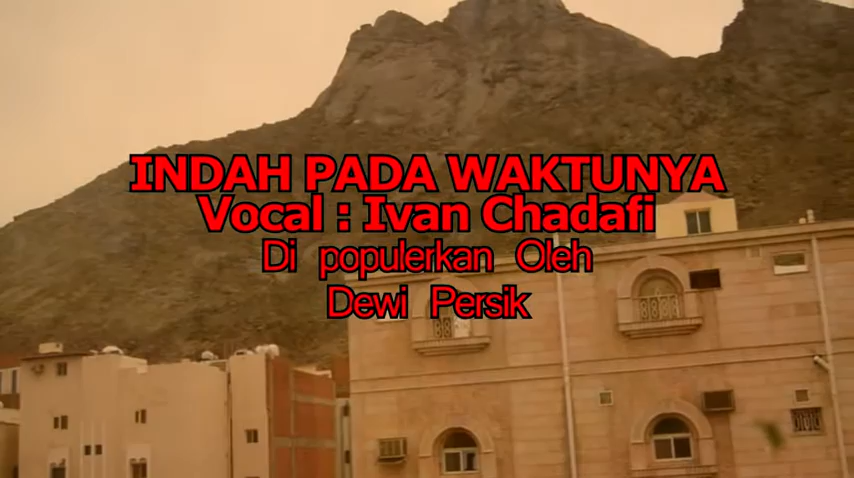 INDAH PADA WAKTUNYA
Vocal : Ivan Chadafi
Di populerkan Oleh
Dewi Persik